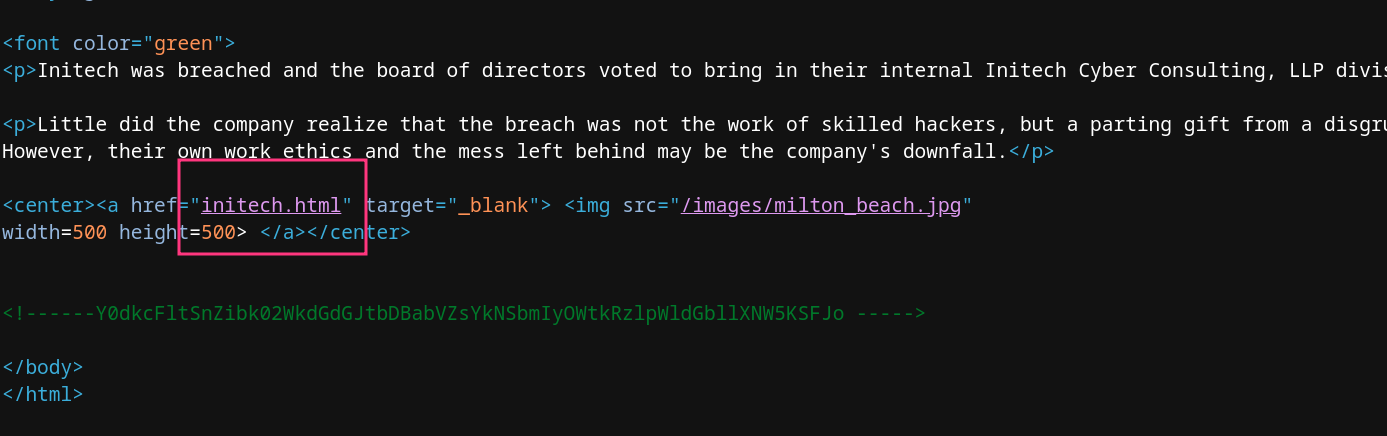 <font color="green">
<p>Initech was breached and the board of directors voted to bring in their internal Initech Cyber Consulting, LLP
<p>Little did the company realize that the breach was not the work of skilled hackers, but a parting gift from a
However, their own work ethics and the mess left behind may be the company's downfall.</p>
<center><a href="initech.html" target="_blank"> <img src="/images/milton_beach.jpg"
width=500 height=500> </a></center>
<!------Y0dkcFltSnZibk02WkdGdGJtbDBabVZsYkNSbmIyOWtkRzlpWldGbllXNW5KSFJo ----->
</body>
</html>